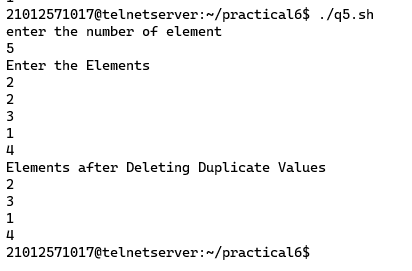 21012571017@telnetserver:~/practical6$ ./q5.sh
enter the number of element
5
Enter the Elements
2
2
3
1
4
Elements after Deleting Duplicate Values
2
3
1
4
21012571017@telnetserver:~/practical6$